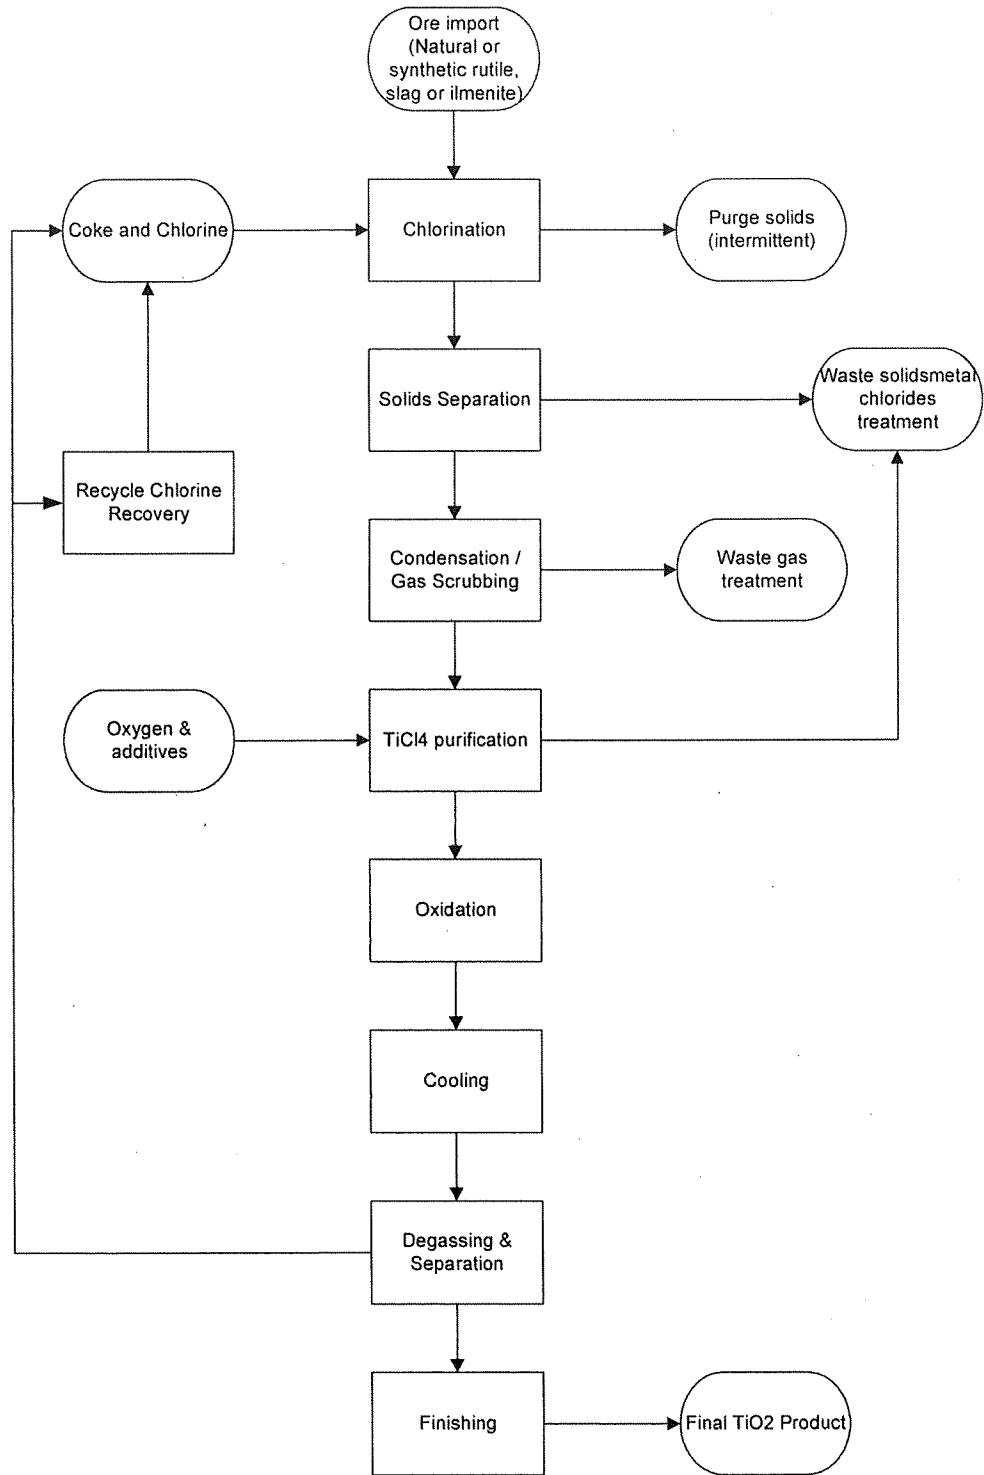 Ore import
(Natural or
synthetic rutile,
slag or ilmenite)
Coke and Chlorine
Chlorination
Purge solids
(intermittent)
Solids Separation
Waste solidsmetal
chlorides
treatment
Recycle Chlorine
Recovery
Condensation /
Gas Scrubbing
Waste gas
treatment
Oxygen &
additives
TiCl4 purification
Oxidation
Cooling
Degassing &
Separation
Finishing
Final TiO2 Product